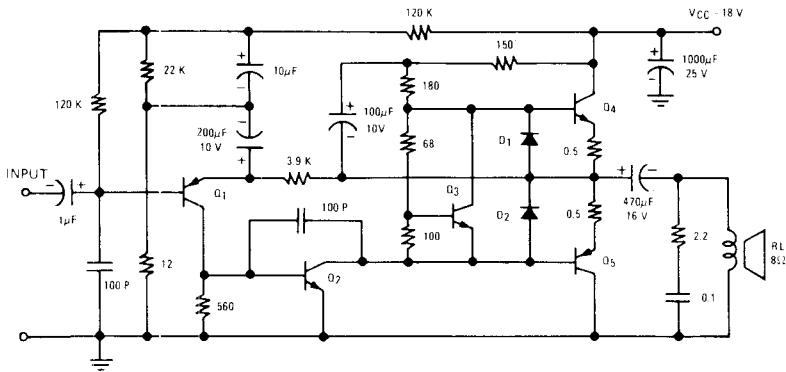 120 K
VCC - 18 V
150
22 K
10µF
1000µF
25 V
180
120 K
100µF
10V
Q4
200µF
10 V
68
D1
0.5
INPUT
3.9 K
Q1
Q3
1µF
D2
0.5
470µF
16 V
100 P
100
2.2
RL
8Ω
100 P
12
560
Q2
Q5
0.1